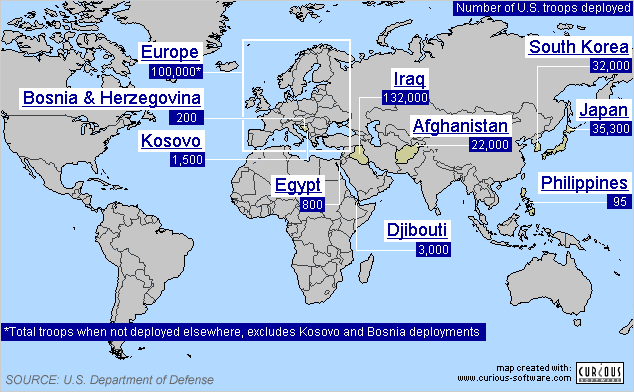 Number of U.S. troops deployed
Europe
100,000*
South Korea
32,000
Iraq
132,000
Bosnia & Herzegovina
200
Japan
35,300
Afghanistan
22,000
Kosovo
1,500
Egypt
800
Philippines
95
Djibouti
3,000
*Total troops when not deployed elsewhere, excludes Kosovo and Bosnia deployments
SOURCE: U.S. Department of Defense
map created with:
www.curious-software.com
CURIOUS
SOFTWARE